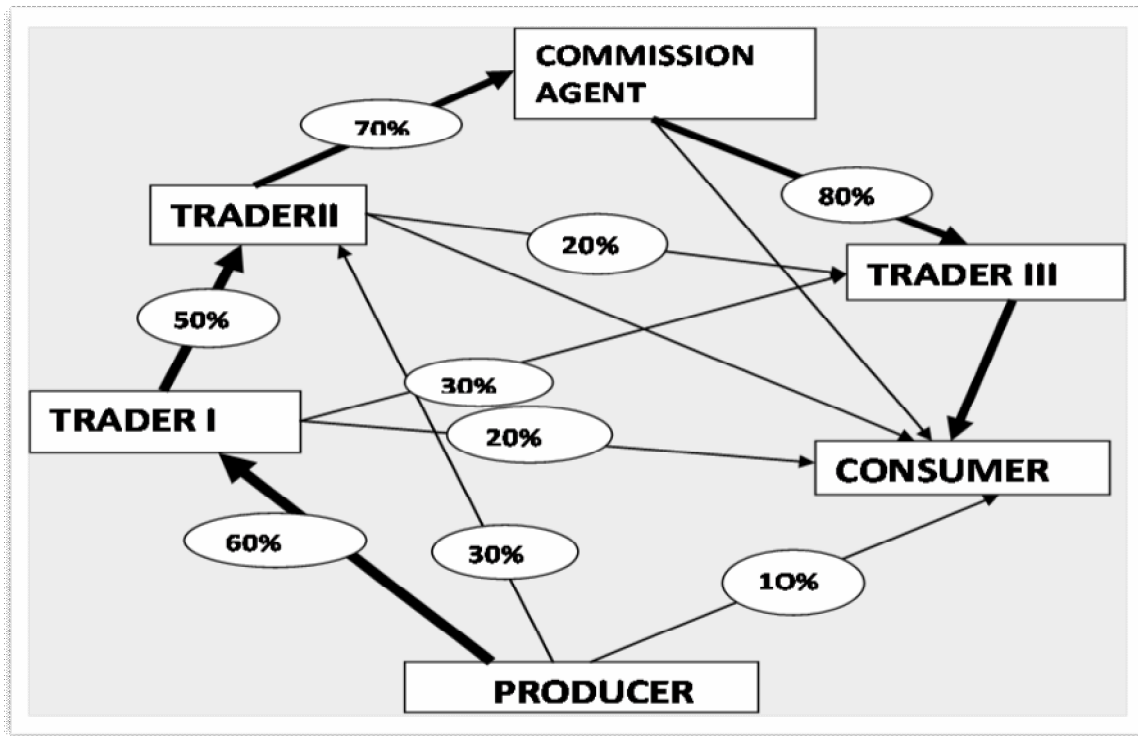 COMMISSION
AGENT
70%
TRADERII
80%
20%
TRADER III
50%
30%
TRADER I
20%
CONSUMER
60%
30%
10%
PRODUCER